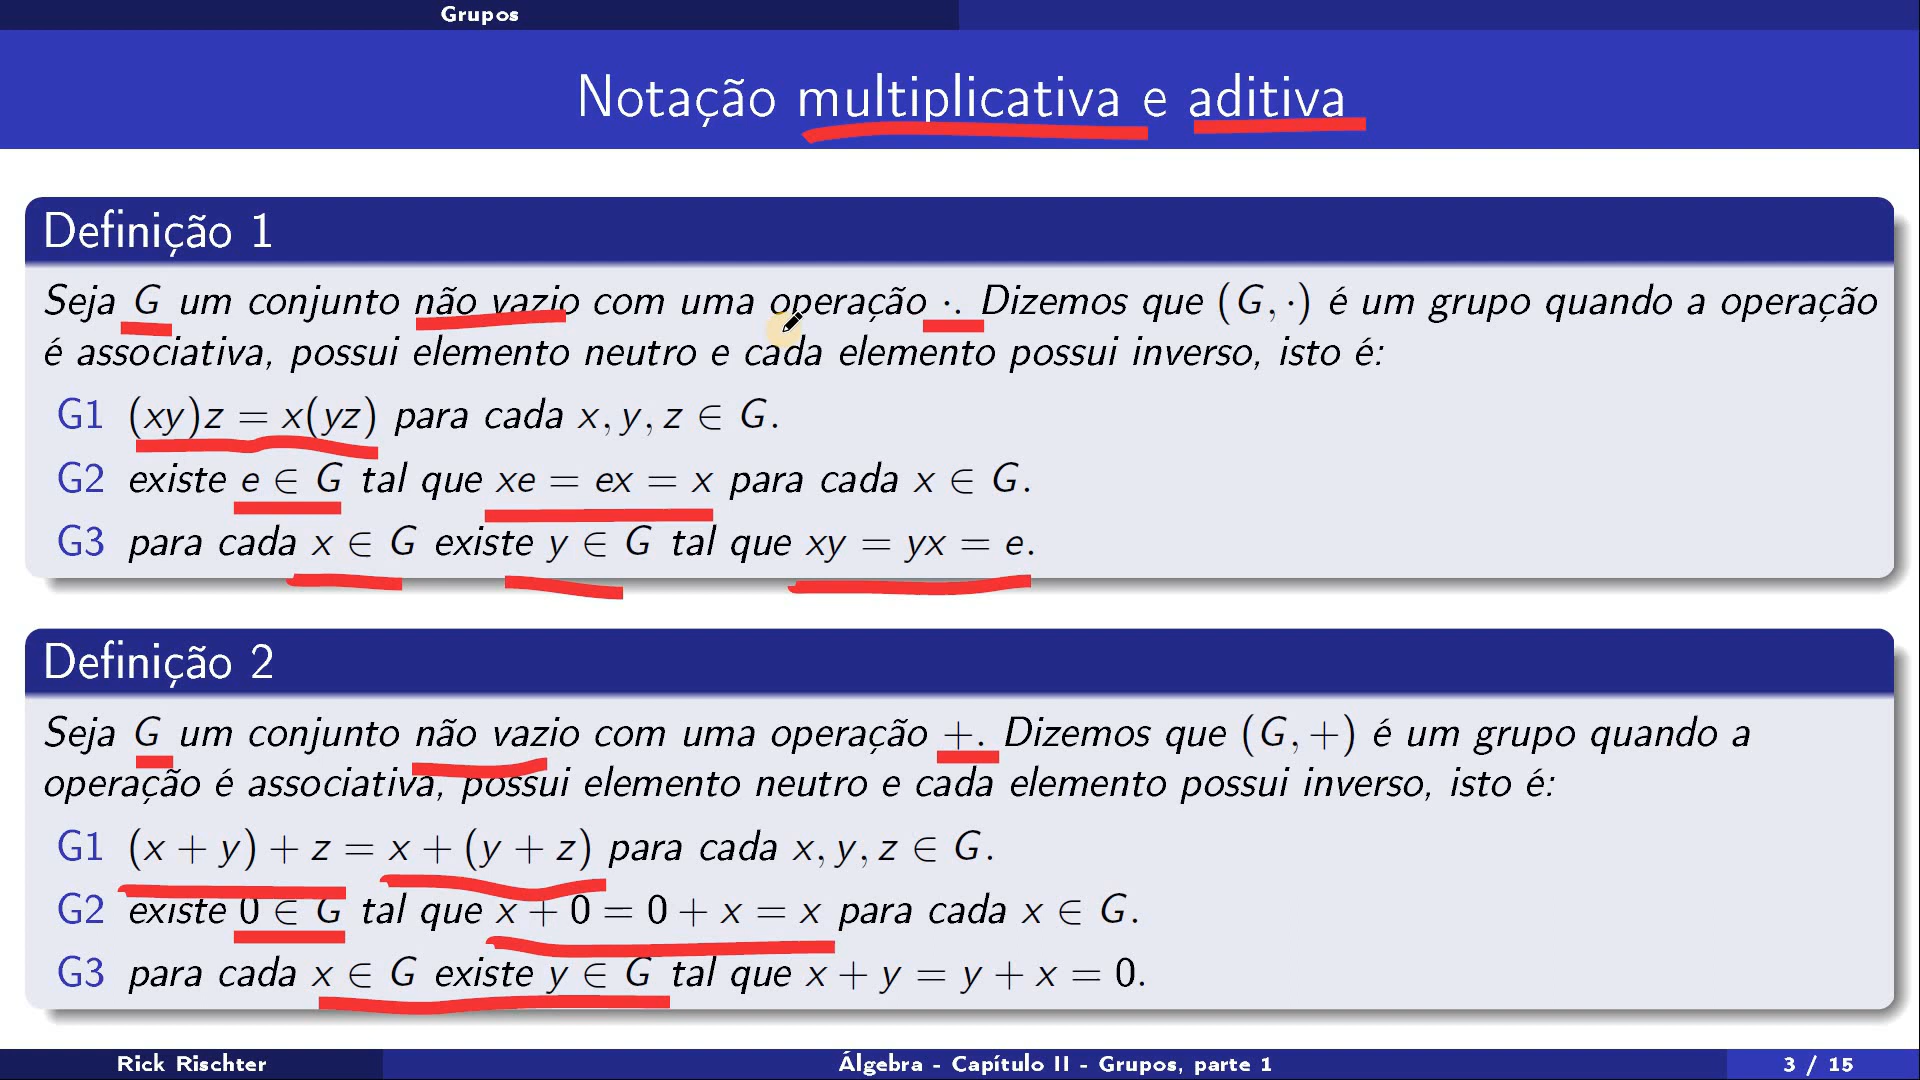 Grupos
Notação multiplicativa e aditiva
Definição 1
Seja G um conjunto não vazio com uma operação ·. Dizemos que (G, ·) é um grupo quando a operação
é associativa, possui elemento neutro e cada elemento possui inverso, isto é:
G1 (xy)z = x(yz) para cada x, y, z ∈ G.
G2 existe e ∈ G tal que xe = ex = x para cada x ∈ G.
G3 para cada x ∈ G existe y ∈ G tal que xy = yx = e.
Definição 2
Seja G um conjunto não vazio com uma operação +. Dizemos que (G, +) é um grupo quando a
operação é associativa, possui elemento neutro e cada elemento possui inverso, isto é:
G1 (x + y) + z = x + (y + z) para cada x, y, z ∈ G.
G2 existe 0 ∈ G tal que x + 0 = 0 + x = x para cada x ∈ G.
G3 para cada x ∈ G existe y ∈ G tal que x + y = y + x = 0.
Rick Rischter Álgebra - Capítulo II - Grupos, parte 1 3 / 15